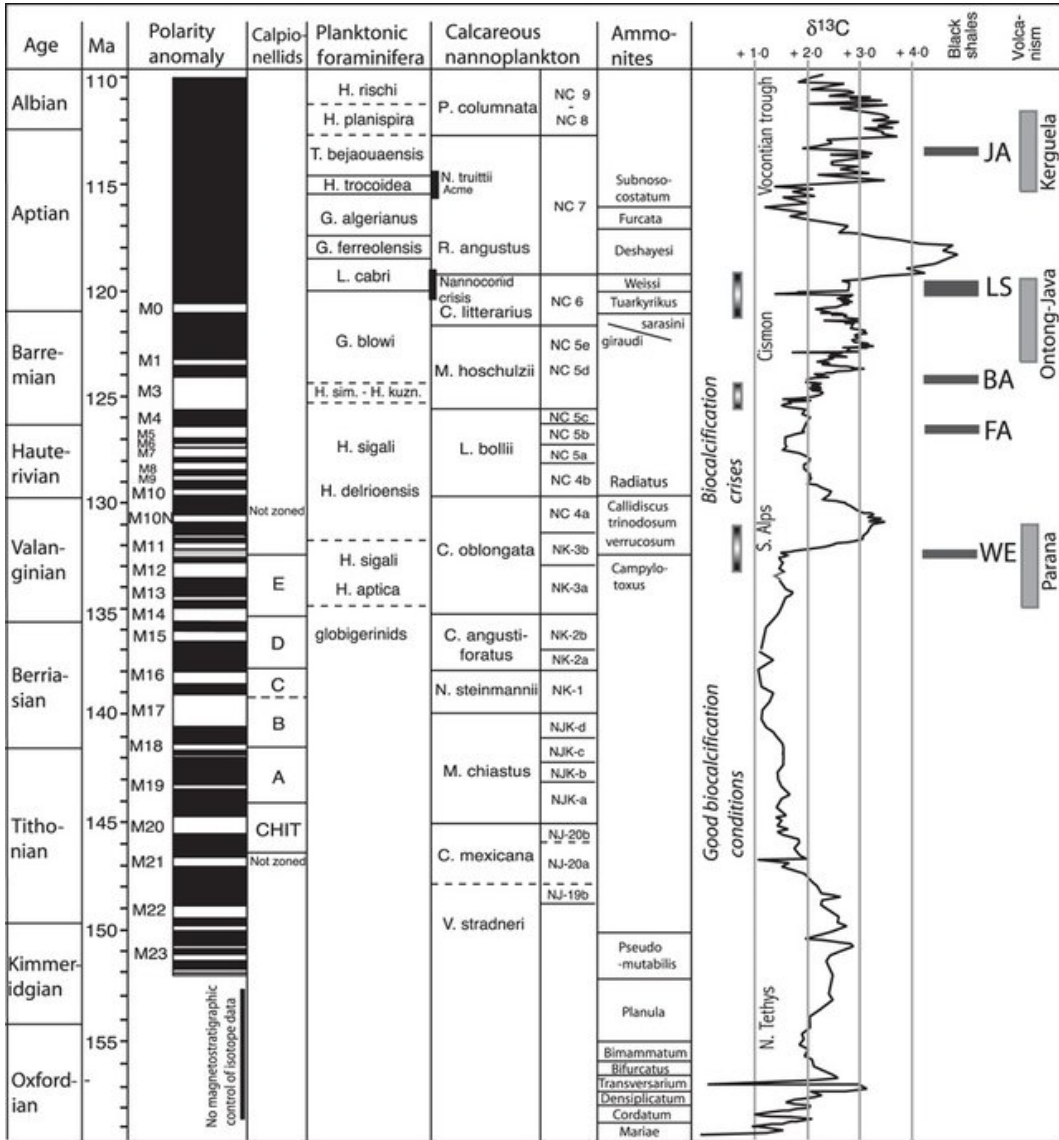 Age
Ma
Polarity
anomaly
Calpio-
nellids
Planktonic
foraminifera
Calcareous
nannoplankton
Ammo-
nites
δ13C
+ 1·0
2·0
+ 3·0
+ 4·0
Black
shales
Volca-
nism
Albian
Aptian
Barre-
mian
Haute-
rivian
Valan-
ginian
Berria-
sian
Titho-
nian
Kimmer-
idgian
Oxford-
ian
110
115
120
125
130
135
140
145
150
155
M0
M1
M3
M4
M5
M6
M7
M8
M9
M10
M10N
M11
M12
M13
M14
M15
M16
M17
M18
M19
M20
M21
M22
M23
No magnetostratigraphic
control of isotope data
Not zoned
E
D
C
B
A
CHIT
Not zoned
H. rischi
H. planispira
T. bejaouaensis
H. trocoidea
G. algerianus
G. ferreolensis
L. cabri
G. blowi
H. sim. - H. kuzn.
H. sigali
H. delrioensis
H. sigali
H. aptica
globigerinids
P. columnata
N. truittii
Acme
R. angustus
Nannoconid
crisis
C. litterarius
M. hoschulzii
L. bollii
C. oblongata
C. angusti-
foratus
N. steinmannii
M. chiastus
C. mexicana
V. stradneri
NC 9
-
NC 8
NC 7
NC 6
NC 5e
NC 5d
NC 5c
NC 5b
NC 5a
NC 4b
NC 4a
NK-3b
NK-3a
NK-2b
NK-2a
NK-1
NJK-d
NJK-c
NJK-b
NJK-a
NJ-20b
NJ-20a
NJ-19b
Subnoso-
costatum
Furcata
Deshayesi
Weissi
Tuarkyrikus
sarasini
giraudi
Radiatus
Callidiscus
trinodosum
verrucosum
Campylo-
toxus
Pseudo
-mutabilis
Planula
Bimammatum
Bifurcatus
Transversarium
Densiplicatum
Cordatum
Mariae
Biocalcification
crises
Good biocalcification
conditions
Vocontian trough
Cismon
S. Alps
N. Tethys
JA
LS
BA
FA
WE
Kerguela
Ontong-Java
Parana